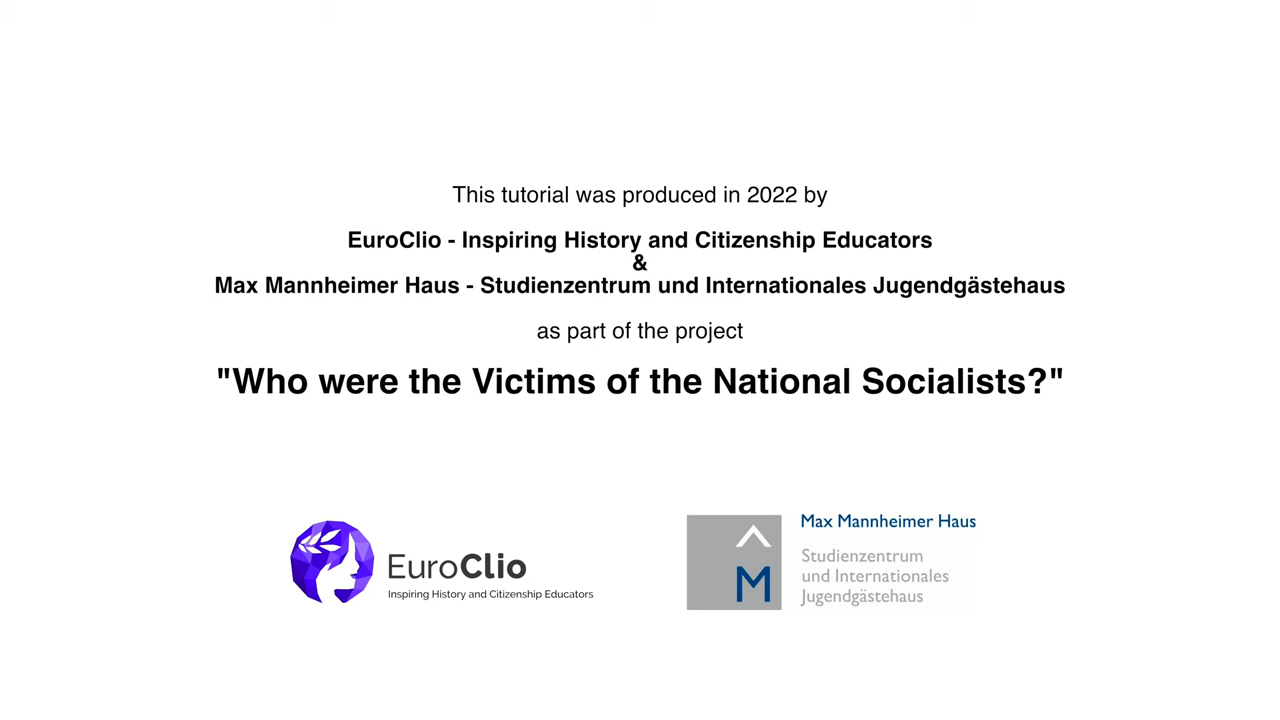 This tutorial was produced in 2022 by
EuroClio - Inspiring History and Citizenship Educators
&
Max Mannheimer Haus - Studienzentrum und Internationales Jugendgästehaus
as part of the project
"Who were the Victims of the National Socialists?"
EuroClio
Inspiring History and Citizenship Educators
M
Max Mannheimer Haus
Studienzentrum
und Internationales
Jugendgästehaus